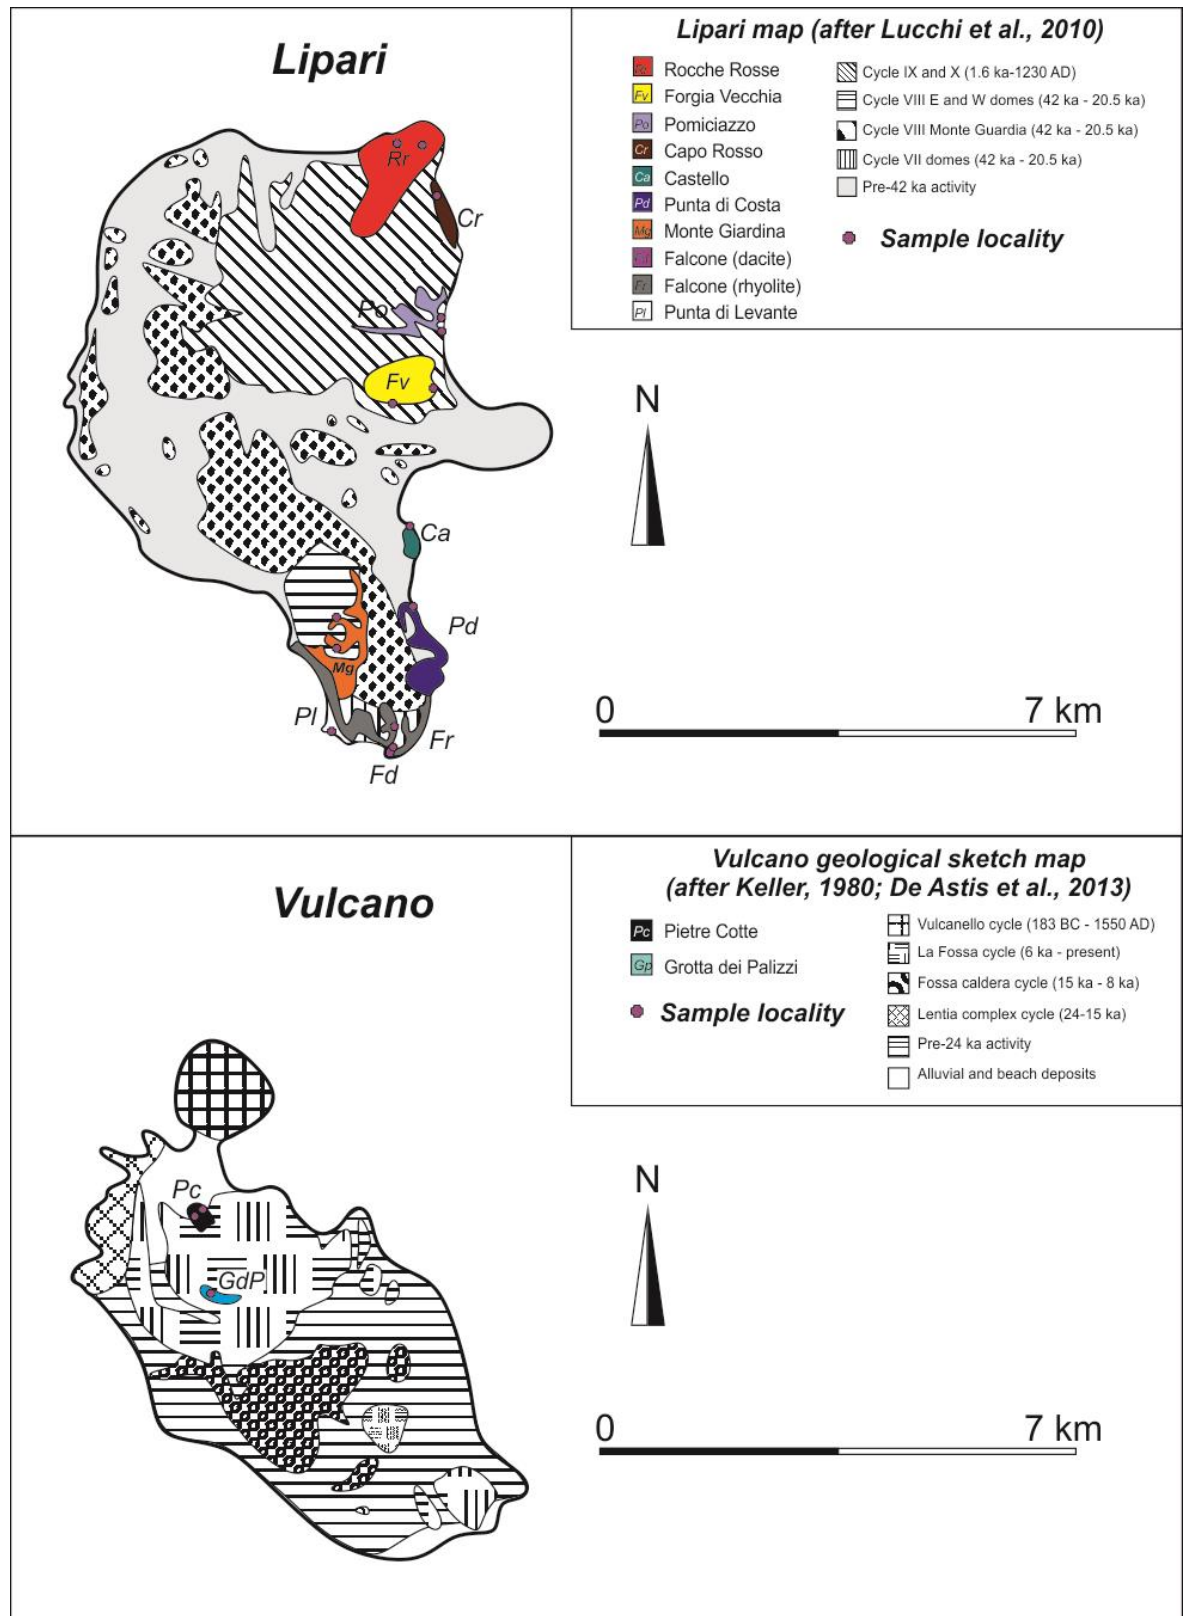 Lipari
Lipari map (after Lucchi et al., 2010)
Rr Rocche Rosse
Fv Forgia Vecchia
Po Pomiciazzo
Cr Capo Rosso
Ca Castello
Pd Punta di Costa
Mg Monte Giardina
Fd Falcone (dacite)
Fr Falcone (rhyolite)
Pl Punta di Levante
Cycle IX and X (1.6 ka-1230 AD)
Cycle VIII E and W domes (42 ka - 20.5 ka)
Cycle VIII Monte Guardia (42 ka - 20.5 ka)
Cycle VII domes (42 ka - 20.5 ka)
Pre-42 ka activity
Sample locality
Rr
Cr
Po
Fv
Ca
Pd
Mg
Pl
Fr
Fd
N
0 7 km
Vulcano
Vulcano geological sketch map
(after Keller, 1980; De Astis et al., 2013)
Pc Pietre Cotte
Gp Grotta dei Palizzi
Sample locality
Vulcanello cycle (183 BC - 1550 AD)
La Fossa cycle (6 ka - present)
Fossa caldera cycle (15 ka - 8 ka)
Lentia complex cycle (24-15 ka)
Pre-24 ka activity
Alluvial and beach deposits
Pc
GdP
N
0 7 km